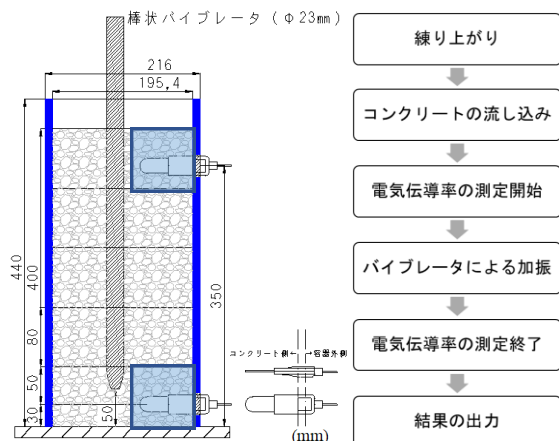 棒状バイブレータ（Φ23mm）
216
195.4
440
400
80
50
30
50
350
コンクリート側
容器外側
(mm)
練り上がり
コンクリートの流し込み
電気伝導率の測定開始
バイブレータによる加振
電気伝導率の測定終了
結果の出力